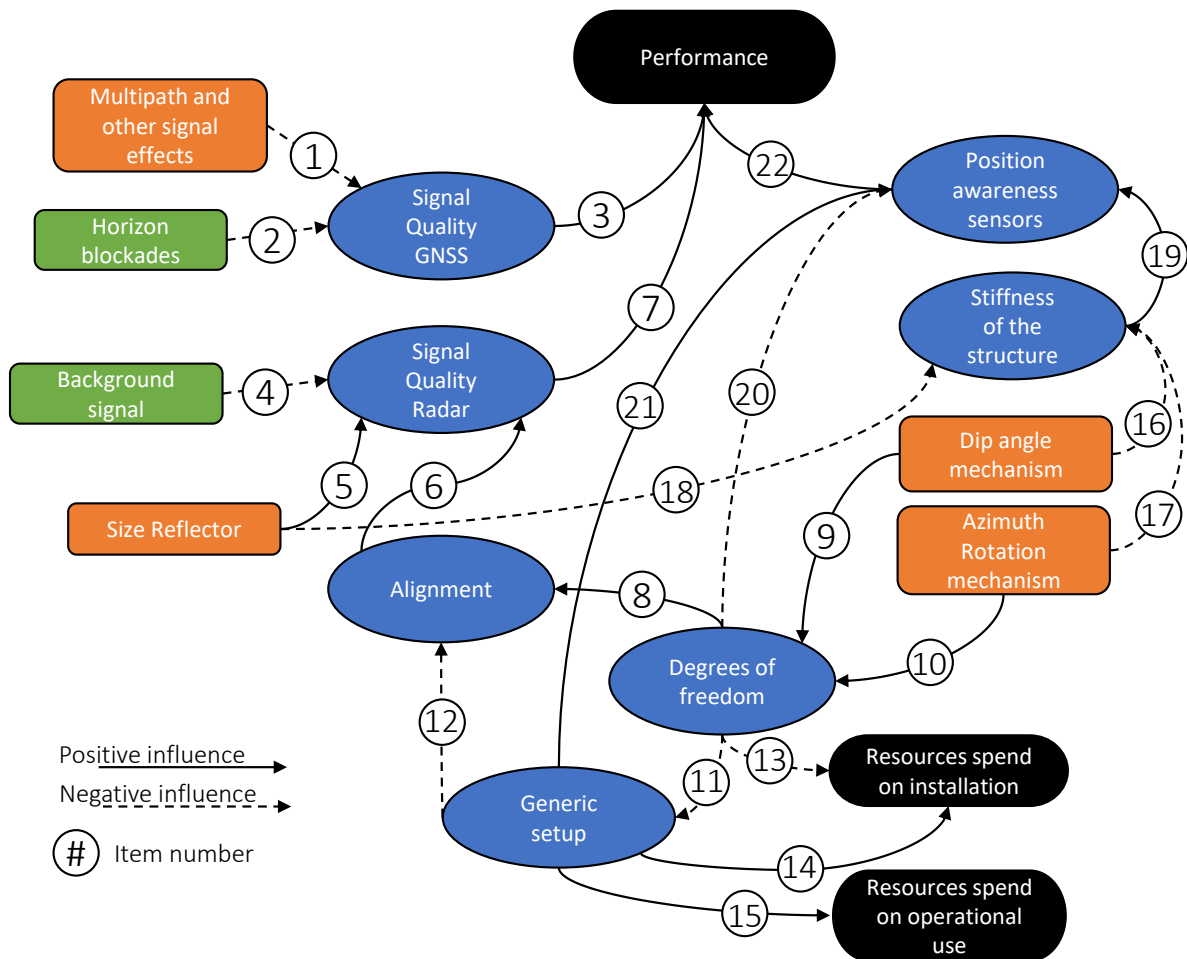 Performance
Multipath and
other signal
effects
1
22
Position
awareness
sensors
Signal
Quality
GNSS
3
Horizon
blockades
2
19
7
Stiffness
of the
structure
Signal
Quality
Radar
Background
signal
4
20
21
16
Dip angle
mechanism
5
6
18
17
Size Reflector
9
Azimuth
Rotation
mechanism
Alignment
8
10
Degrees of
freedom
12
13
11
Resources spend
on installation
Positive influence
Negative influence
# Item number
Generic
setup
14
15
Resources spend
on operational
use